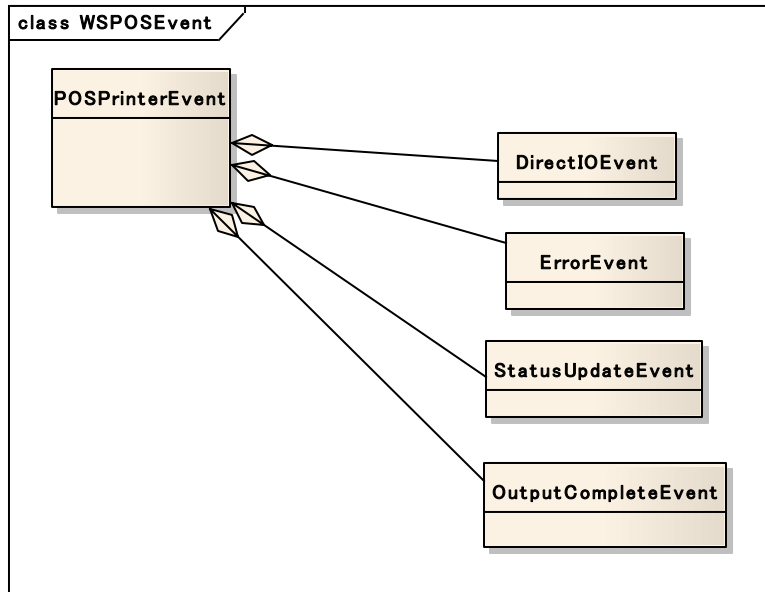 class WSPOSEvent
POSPrinterEvent
DirectIOEvent
ErrorEvent
StatusUpdateEvent
OutputCompleteEvent